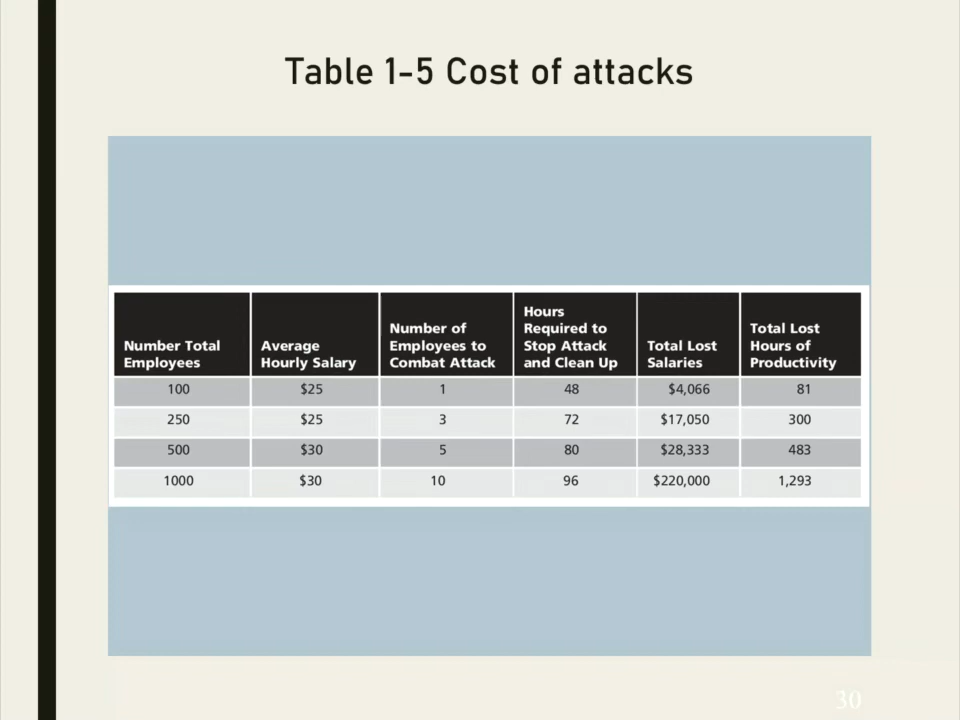 Table 1-5 Cost of attacks
Number Total Employees | Average Hourly Salary | Number of Employees to Combat Attack | Hours Required to Stop Attack and Clean Up | Total Lost Salaries | Total Lost Hours of Productivity
100 | $25 | 1 | 48 | $4,066 | 81
250 | $25 | 3 | 72 | $17,050 | 300
500 | $30 | 5 | 80 | $28,333 | 483
1000 | $30 | 10 | 96 | $220,000 | 1,293
30